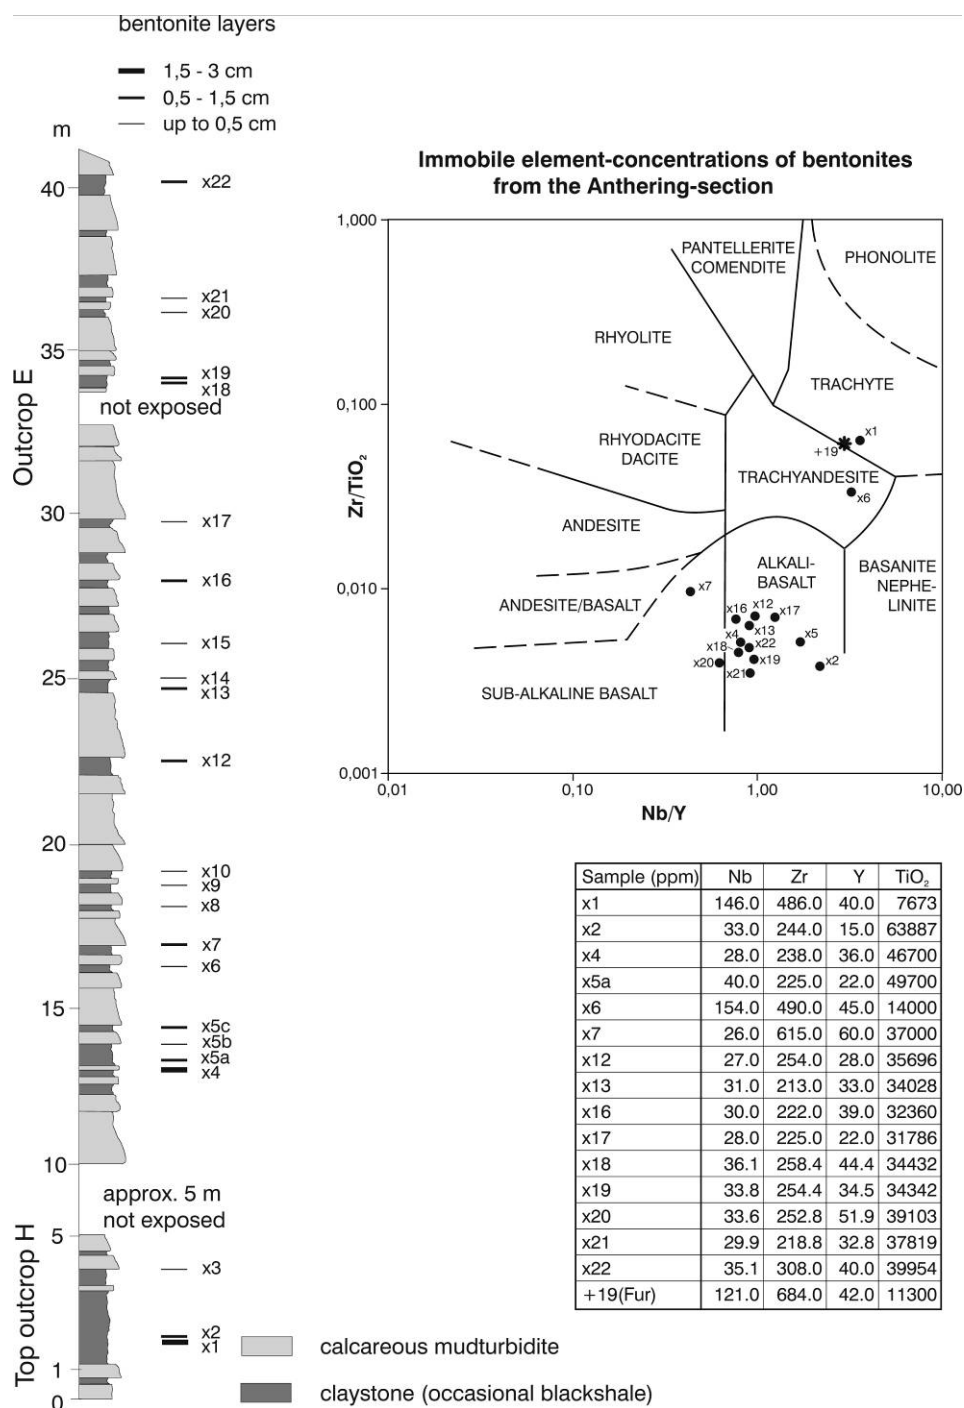 bentonite layers
1,5 - 3 cm
0,5 - 1,5 cm
up to 0,5 cm
m
40
35
30
25
20
15
10
5
1
0
Outcrop E
Top outcrop H
x22
x21
x20
x19
x18
not exposed
x17
x16
x15
x14
x13
x12
x10
x9
x8
x7
x6
x5c
x5b
x5a
x4
approx. 5 m
not exposed
x3
x2
x1
calcareous mudturbidite
claystone (occasional blackshale)
Immobile element-concentrations of bentonites
from the Anthering-section
1,000
0,100
0,010
0,001
Zr/TiO₂
0,01
0,10
1,00
10,00
Nb/Y
PANTELLERITE
COMENDITE
PHONOLITE
RHYOLITE
TRACHYTE
RHYODACITE
DACITE
TRACHYANDESITE
ANDESITE
ALKALI-
BASALT
BASANITE
NEPHE-
LINITE
ANDESITE/BASALT
SUB-ALKALINE BASALT
x1
+19
x6
x7
x16
x12
x17
x13
x4
x22
x5
x18
x19
x20
x21
x2
Sample (ppm) Nb Zr Y TiO₂
x1 146.0 486.0 40.0 7673
x2 33.0 244.0 15.0 63887
x4 28.0 238.0 36.0 46700
x5a 40.0 225.0 22.0 49700
x6 154.0 490.0 45.0 14000
x7 26.0 615.0 60.0 37000
x12 27.0 254.0 28.0 35696
x13 31.0 213.0 33.0 34028
x16 30.0 222.0 39.0 32360
x17 28.0 225.0 22.0 31786
x18 36.1 258.4 44.4 34432
x19 33.8 254.4 34.5 34342
x20 33.6 252.8 51.9 39103
x21 29.9 218.8 32.8 37819
x22 35.1 308.0 40.0 39954
+19(Fur) 121.0 684.0 42.0 11300